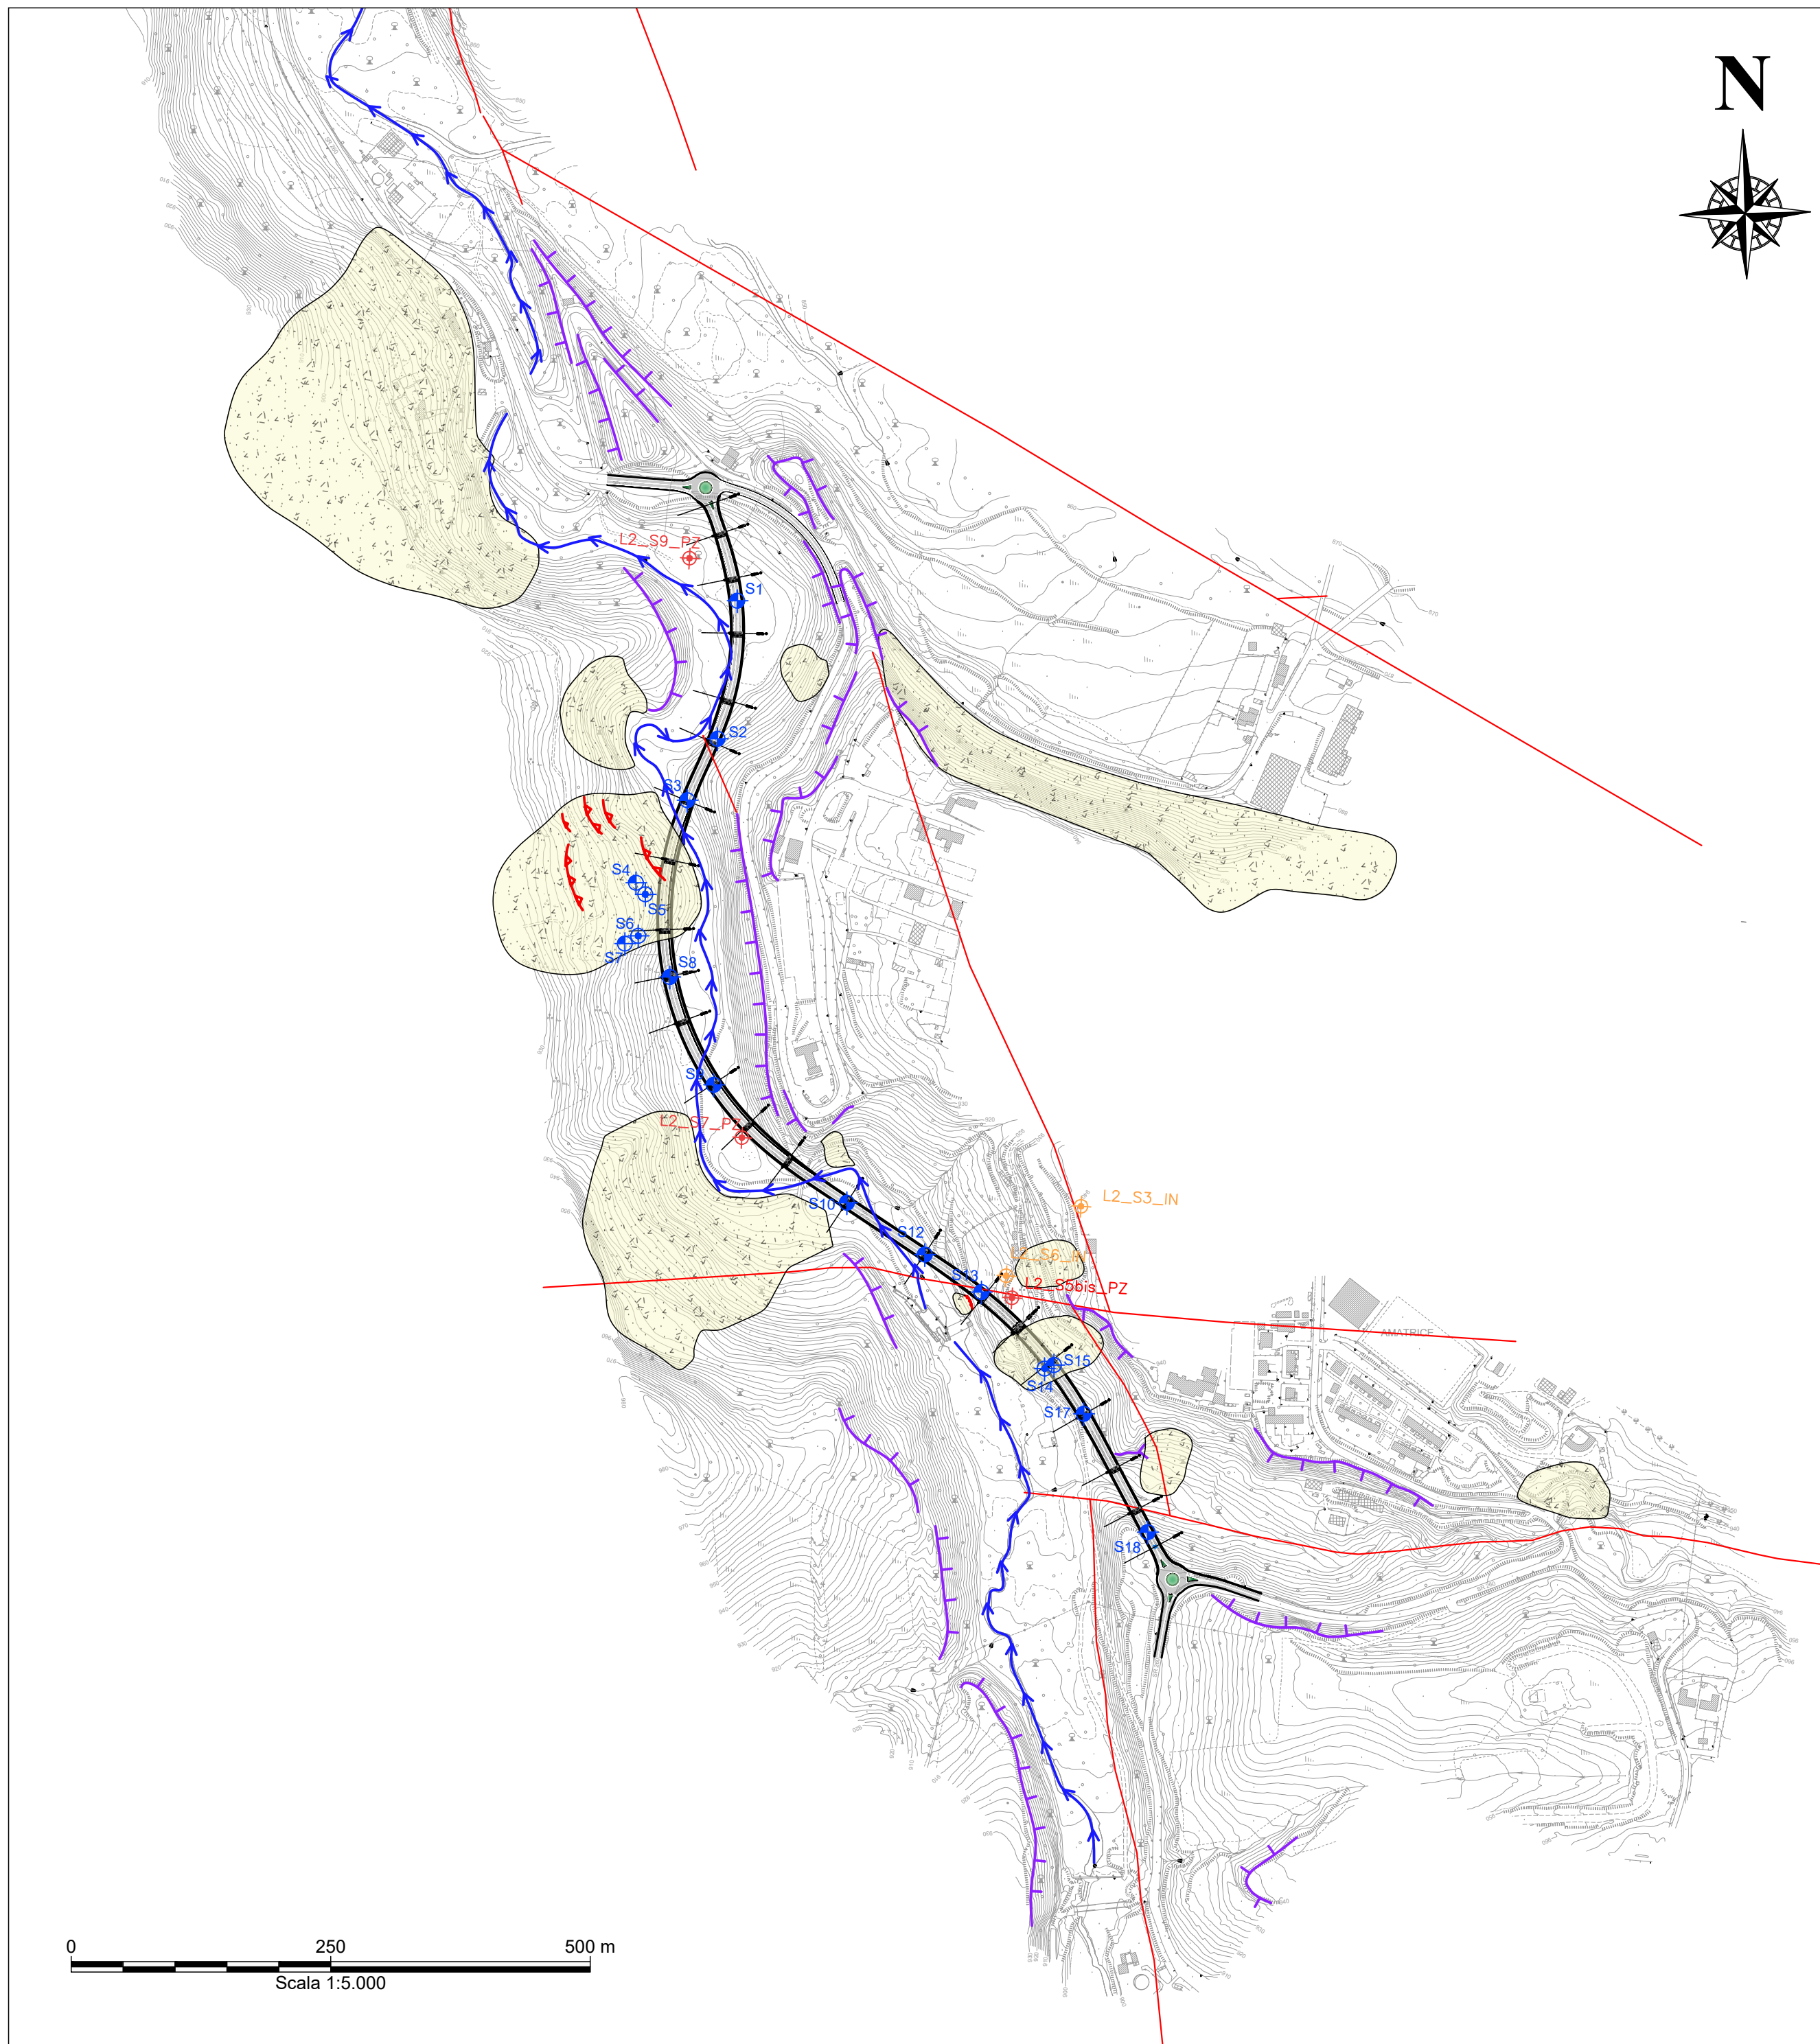 N
L2_S9_PZ
S1
S2
S3
S4
S5
S6
S7
S8
S9
L2_S7_PZ
S10
L2_S3_IN
S12
L2_S6_IN
S13
L2_S5bis_PZ
AMATRICE
S15
S14
S17
S18
0 250 500 m
Scala 1:5.000